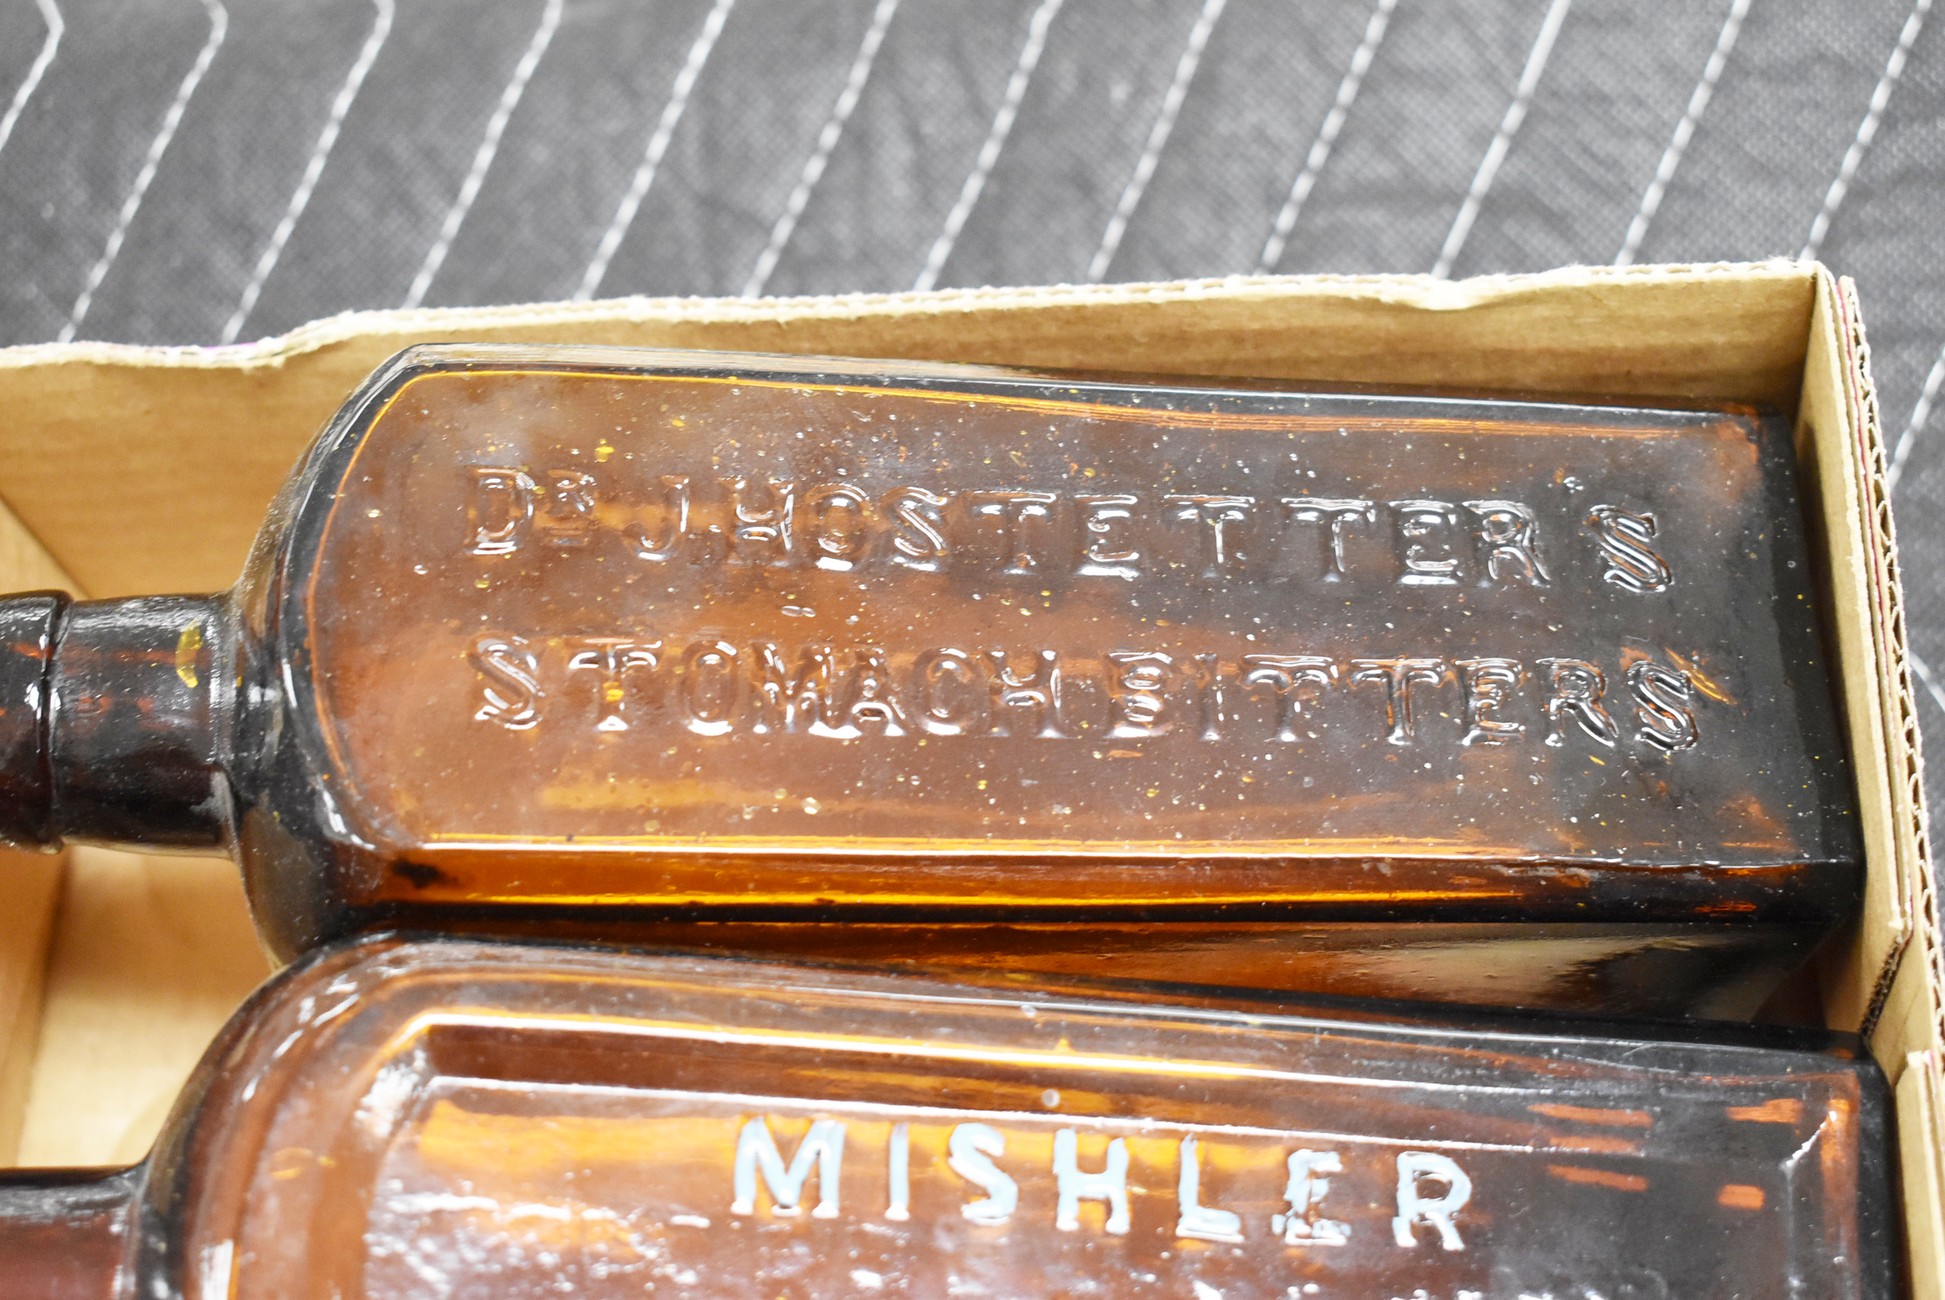 DR J. HOSTETTER'S
STOMACH BITTERS
MISHLER